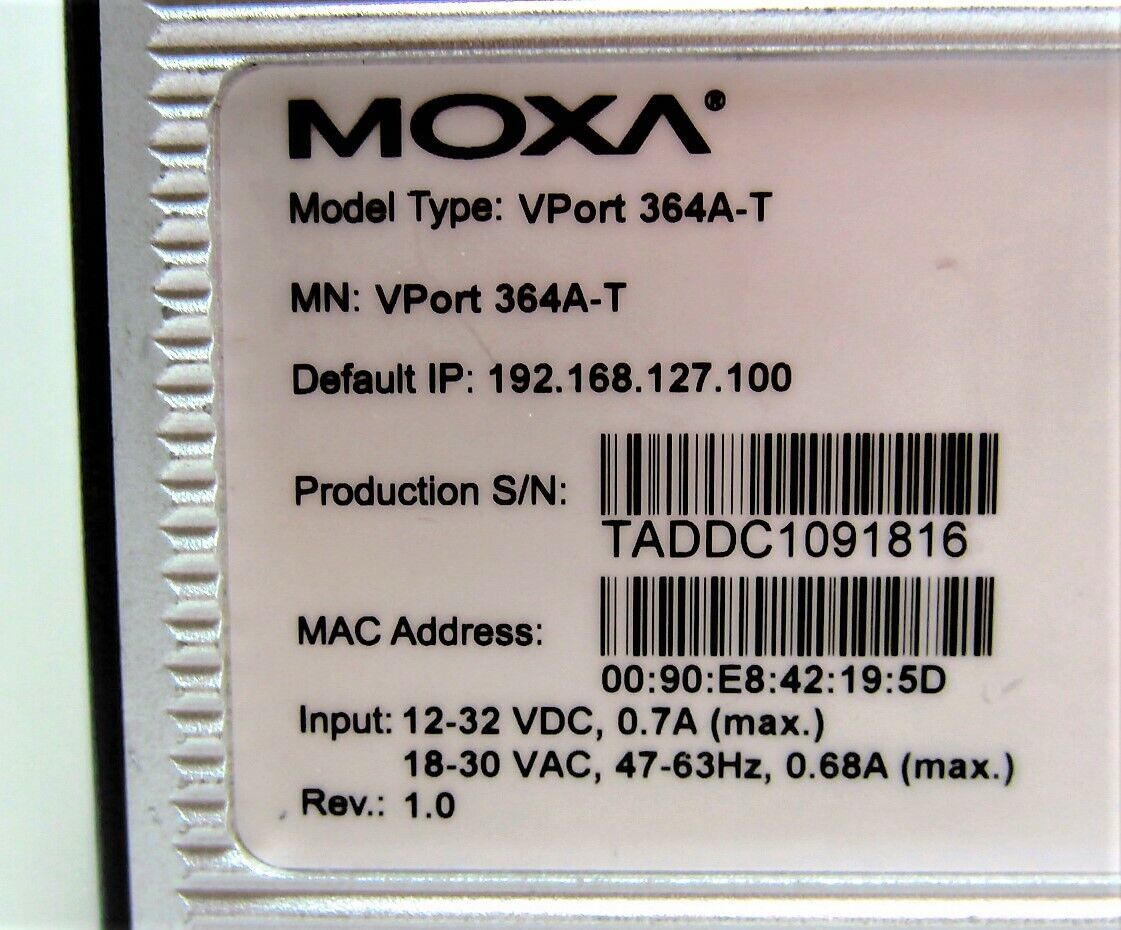 MOXA®
Model Type: VPort 364A-T
MN: VPort 364A-T
Default IP: 192.168.127.100
Production S/N:
TADDC1091816
MAC Address:
00:90:E8:42:19:5D
Input: 12-32 VDC, 0.7A (max.)
18-30 VAC, 47-63Hz, 0.68A (max.)
Rev.: 1.0